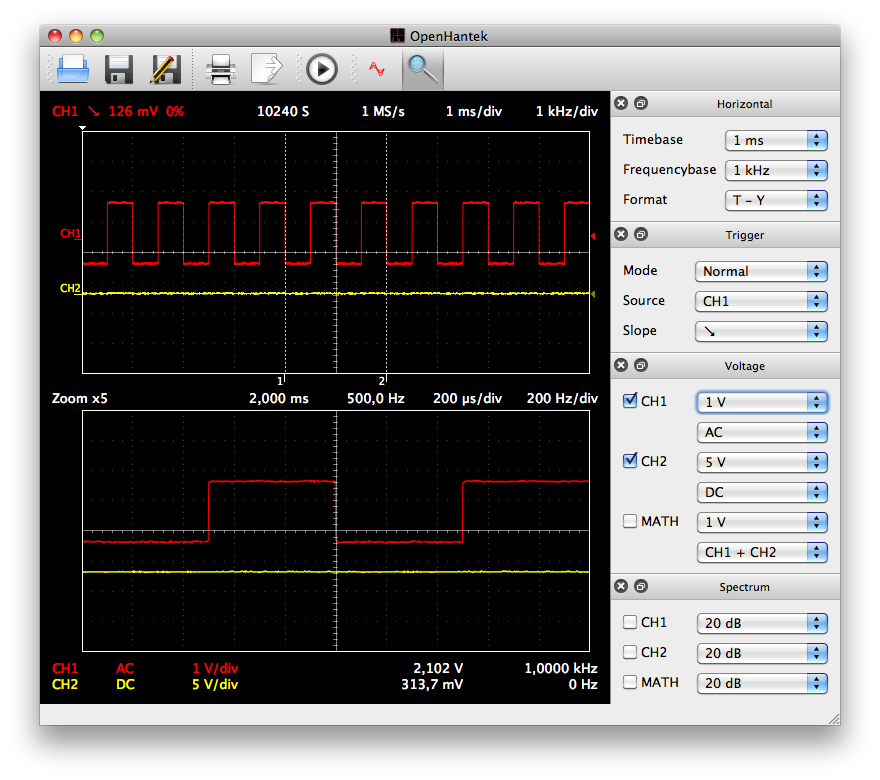 OpenHantek
CH1 ↘ 126 mV 0% 10240 S 1 MS/s 1 ms/div 1 kHz/div
CH1
CH2
1 2
Zoom x5 2,000 ms 500,0 Hz 200 µs/div 200 Hz/div
CH1 AC 1 V/div 2,102 V 1,0000 kHz
CH2 DC 5 V/div 313,7 mV 0 Hz
Horizontal
Timebase 1 ms
Frequencybase 1 kHz
Format T - Y
Trigger
Mode Normal
Source CH1
Slope ↘
Voltage
CH1 1 V
AC
CH2 5 V
DC
MATH 1 V
CH1 + CH2
Spectrum
CH1 20 dB
CH2 20 dB
MATH 20 dB